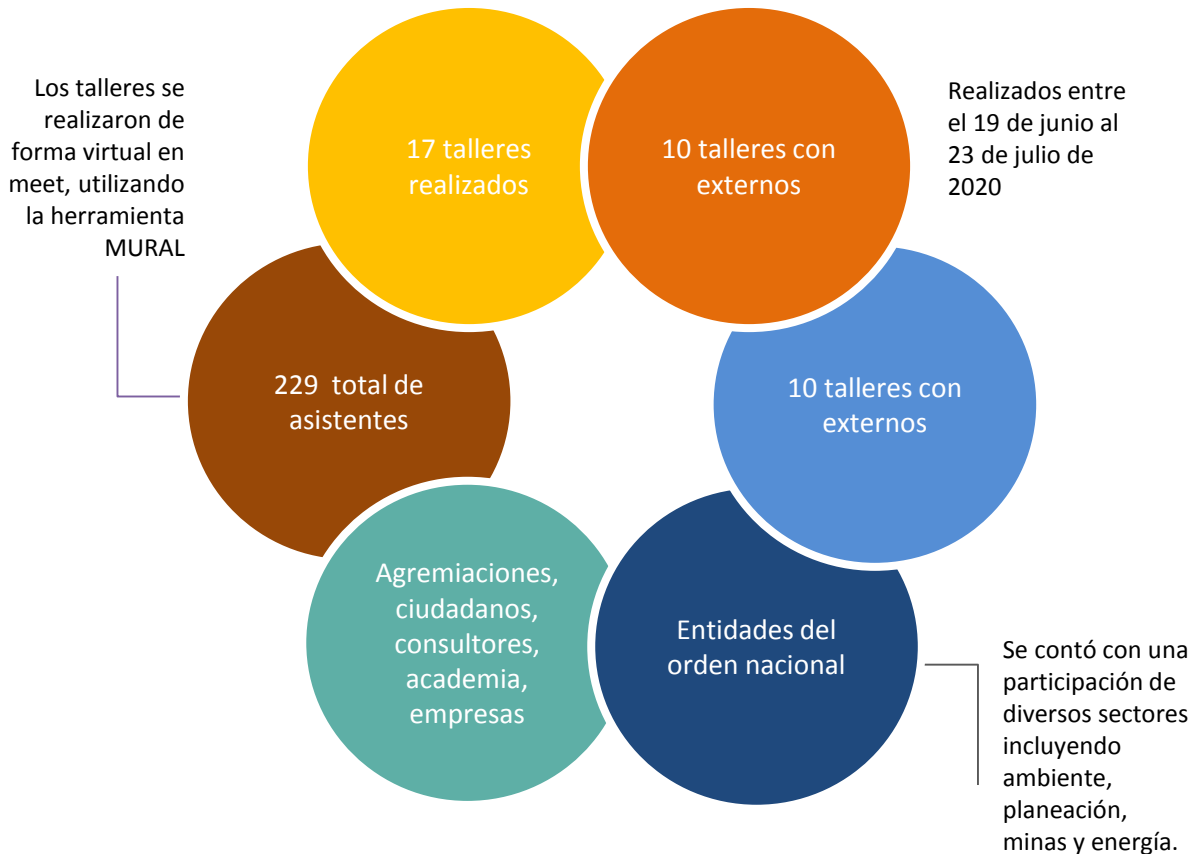 Los talleres se
realizaron de
forma virtual en
meet, utilizando
la herramienta
MURAL
17 talleres
realizados
10 talleres con
externos
Realizados entre
el 19 de junio al
23 de julio de
2020
229 total de
asistentes
10 talleres con
externos
Agremiaciones,
ciudadanos,
consultores,
academia,
empresas
Entidades del
orden nacional
Se contó con una
participación de
diversos sectores
incluyendo
ambiente,
planeación,
minas y energía.